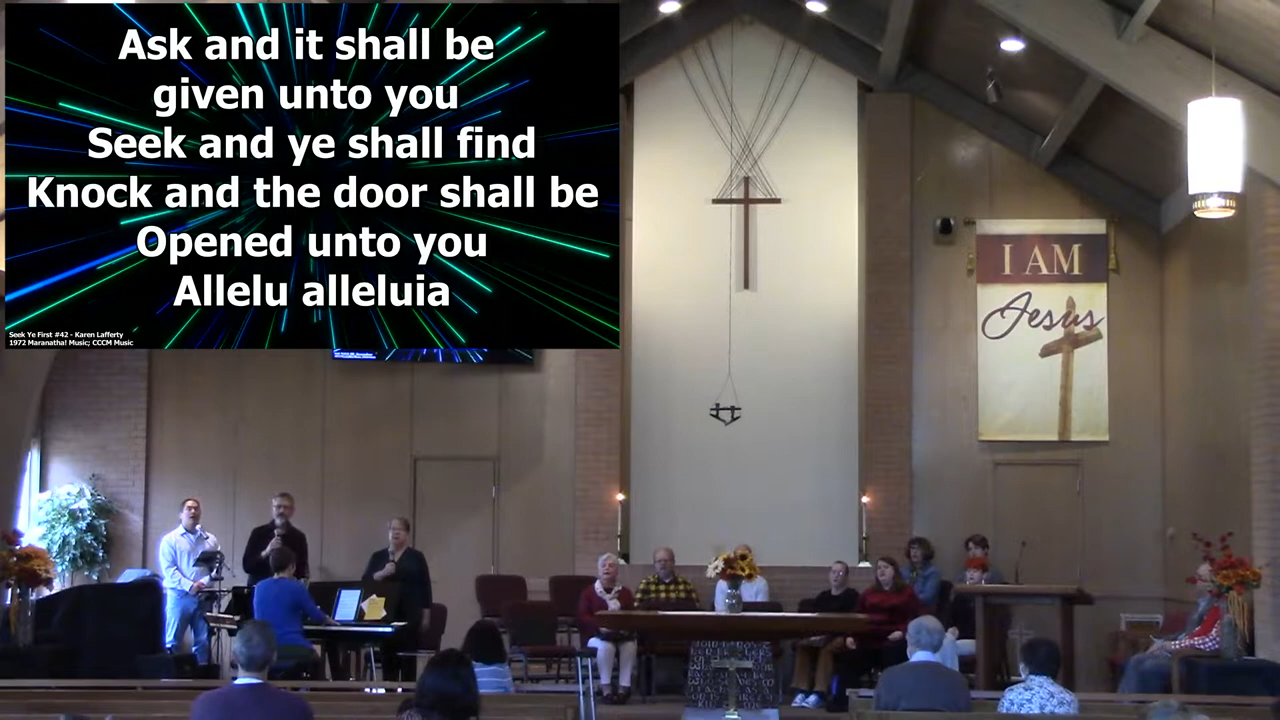 Ask and it shall be
given unto you
Seek and ye shall find
Knock and the door shall be
Opened unto you
Allelu alleluia
Seek Ye First #42 - Karen Lafferty
1972 Maranatha! Music; CCCM Music
I AM
Jesus